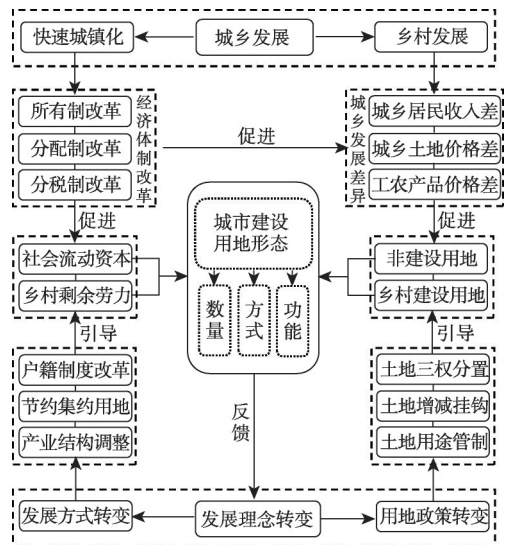 快速城镇化
城乡发展
乡村发展
所有制改革
分配制改革
分税制改革
经济体制改革
促进
城乡发展差异
城乡居民收入差
城乡土地价格差
工农产品价格差
促进
促进
社会流动资本
乡村剩余劳力
城市建设
用地形态
数量
方式
功能
非建设用地
乡村建设用地
引导
引导
户籍制度改革
节约集约用地
产业结构调整
反馈
土地三权分置
土地增减挂钩
土地用途管制
发展方式转变
发展理念转变
用地政策转变